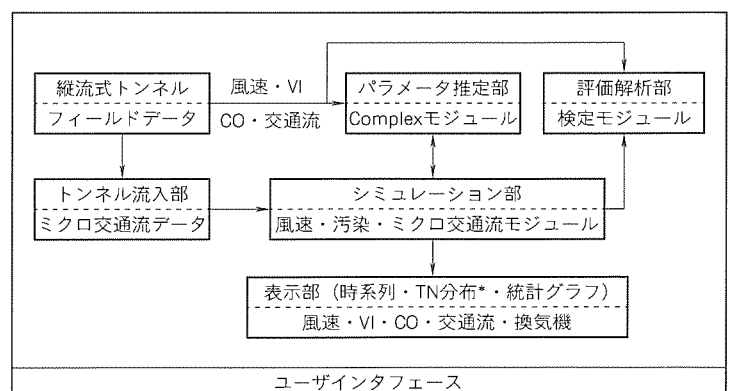 縦流式トンネル
フィールドデータ
風速・VI
CO・交通流
パラメータ推定部
Complexモジュール
評価解析部
検定モジュール
トンネル流入部
ミクロ交通流データ
シミュレーション部
風速・汚染・ミクロ交通流モジュール
表示部（時系列・TN分布*・統計グラフ）
風速・VI・CO・交通流・換気機
ユーザインタフェース